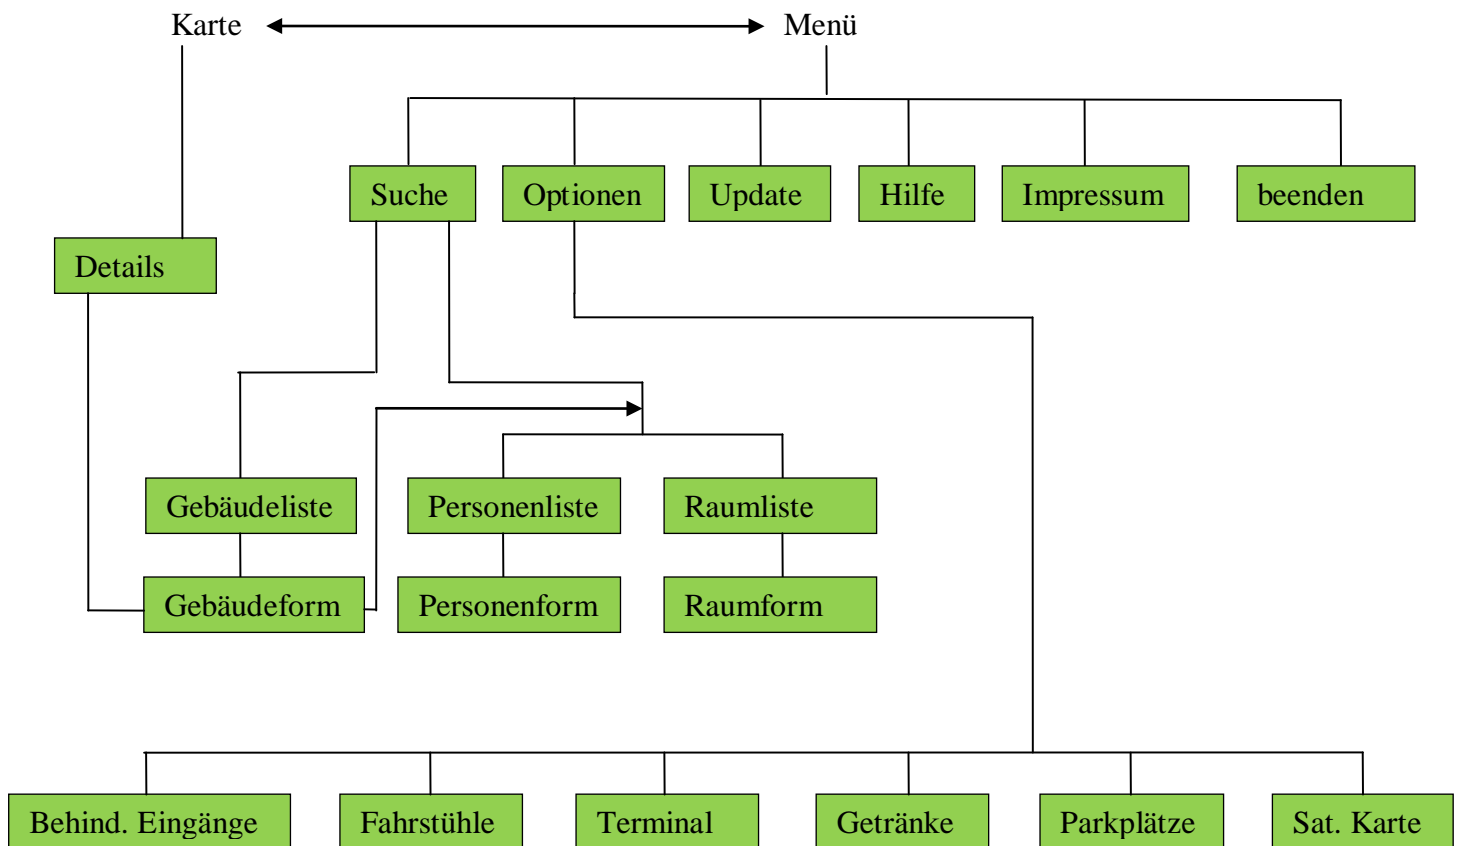 Karte
Menü
Suche
Optionen
Update
Hilfe
Impressum
beenden
Details
Gebäudeliste
Personenliste
Raumliste
Gebäudeform
Personenform
Raumform
Behind. Eingänge
Fahrstühle
Terminal
Getränke
Parkplätze
Sat. Karte